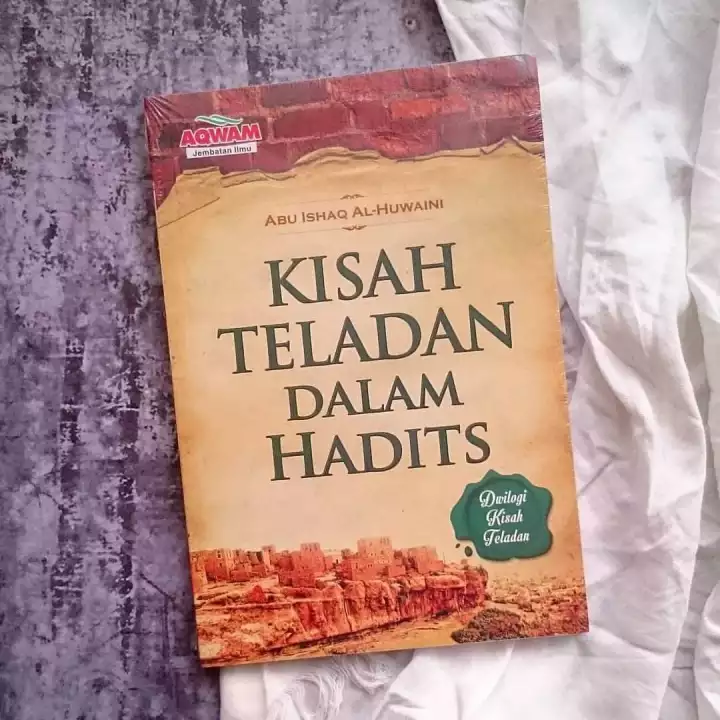 AQWAM
Jembatan Ilmu
ABU ISHAQ AL-HUWAINI
KISAH
TELADAN
DALAM
HADITS
Dwilogi
Kisah
Teladan